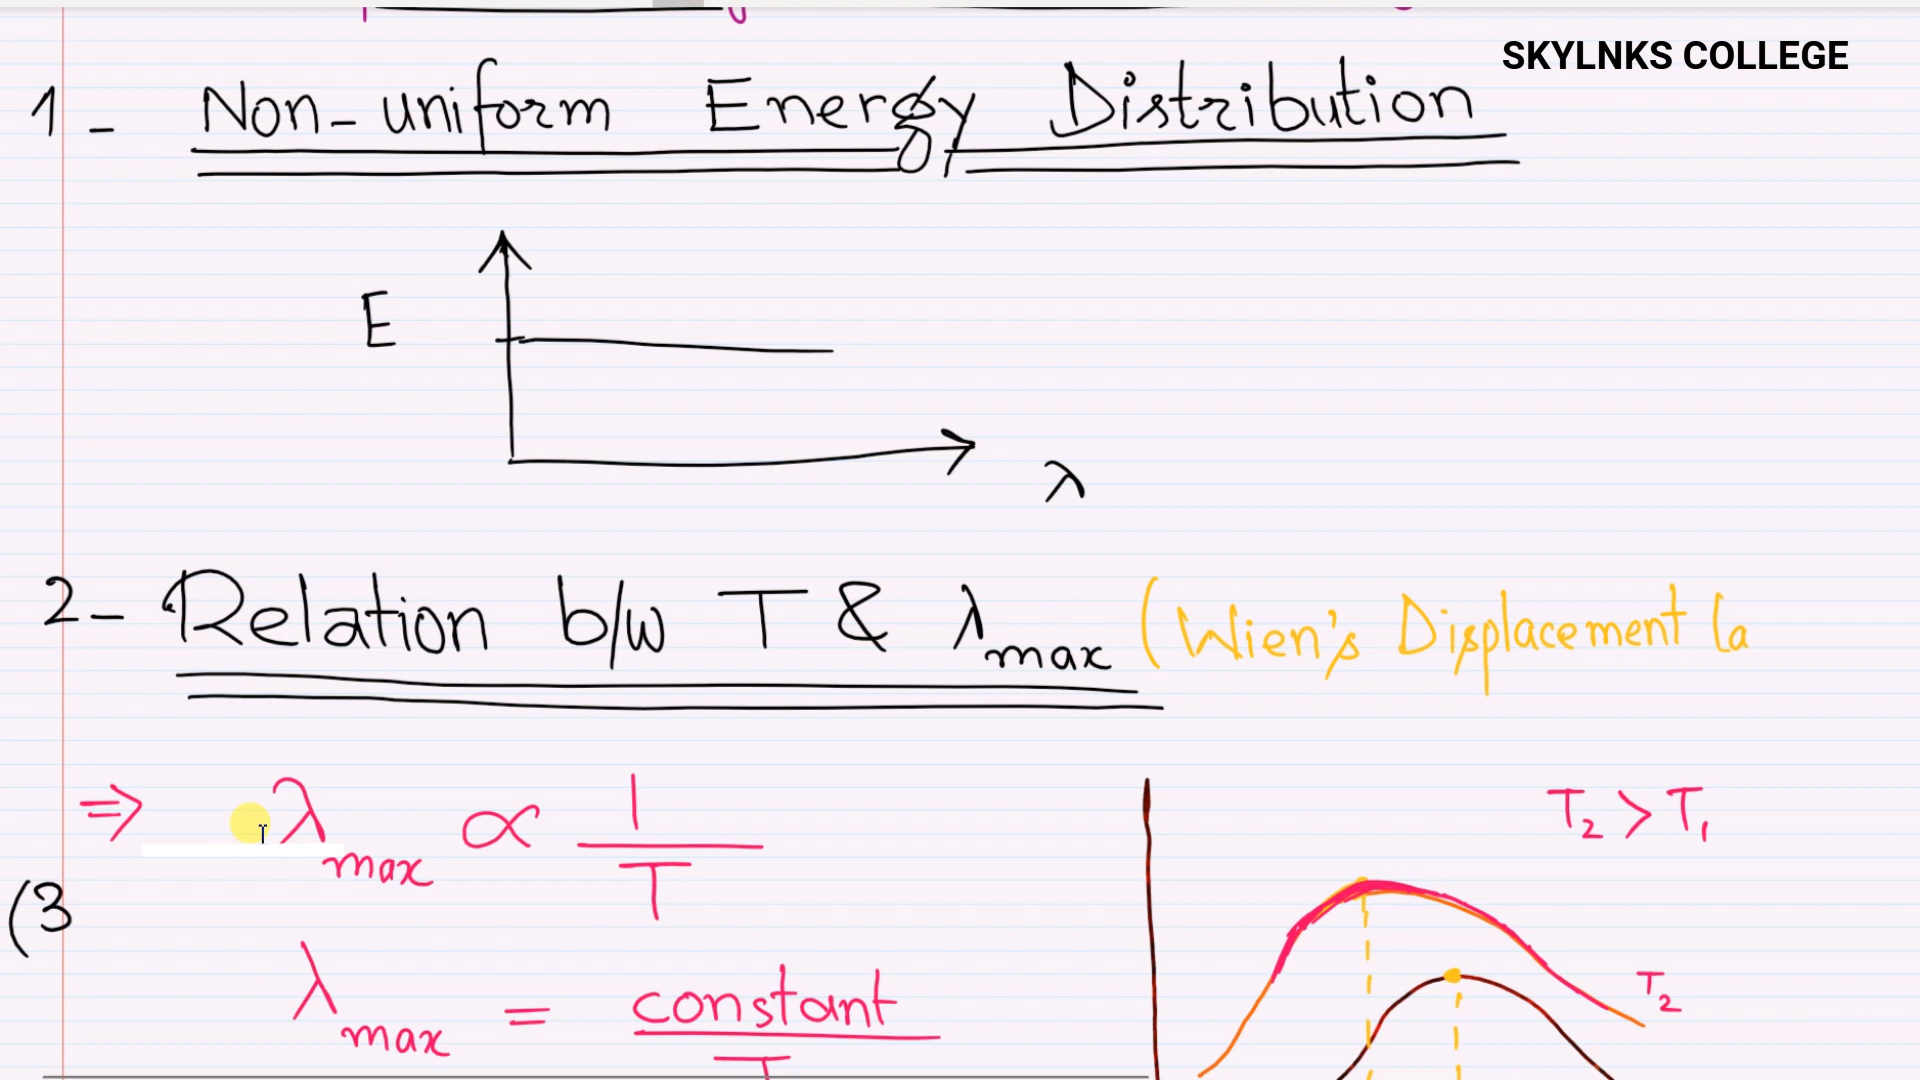 SKYLNKS COLLEGE
1- Non-uniform Energy Distribution
E
λ
2- Relation b/w T & λmax (Wien's Displacement La
⇒ λmax ∝ 1/T
T2 > T1
(3
T2
λmax = constant/T